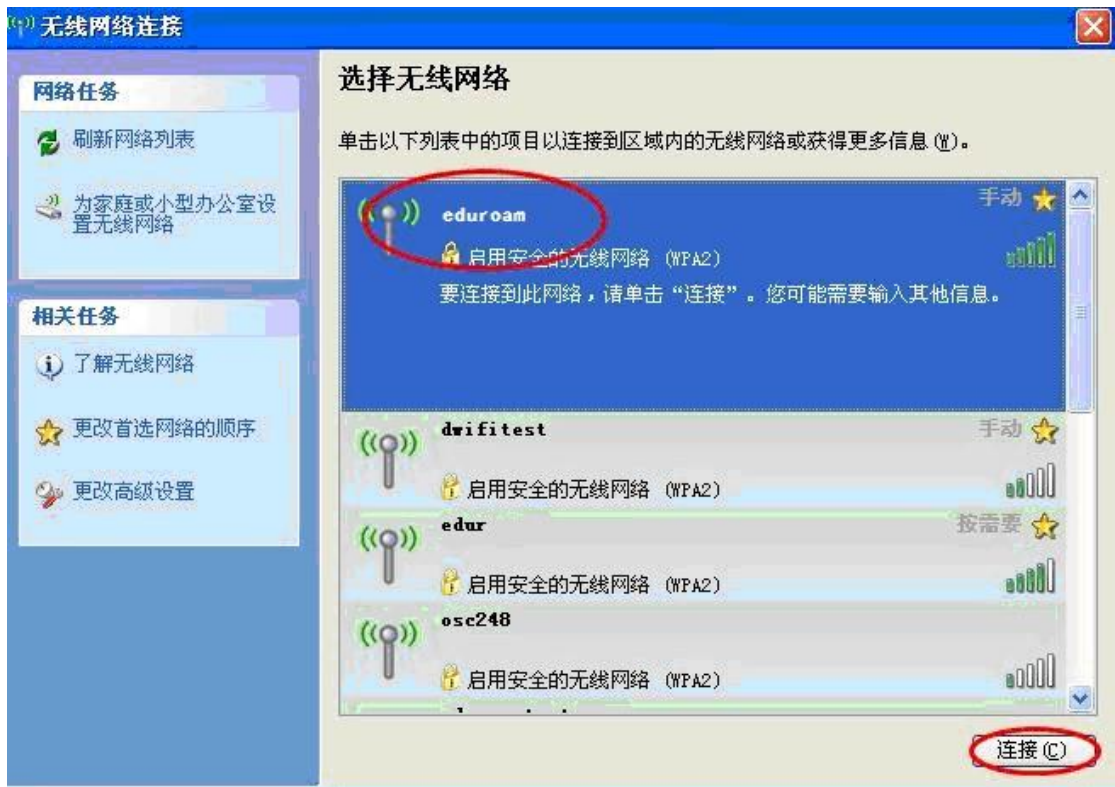 无线网络连接
网络任务
刷新网络列表
为家庭或小型办公室设
置无线网络
相关任务
了解无线网络
更改首选网络的顺序
更改高级设置
选择无线网络
单击以下列表中的项目以连接到区域内的无线网络或获得更多信息(W)。
eduroam
手动
启用安全的无线网络 (WPA2)
要连接到此网络，请单击“连接”。您可能需要输入其他信息。
dwifitest
手动
启用安全的无线网络 (WPA2)
edur
按需要
启用安全的无线网络 (WPA2)
osc248
启用安全的无线网络 (WPA2)
连接(C)